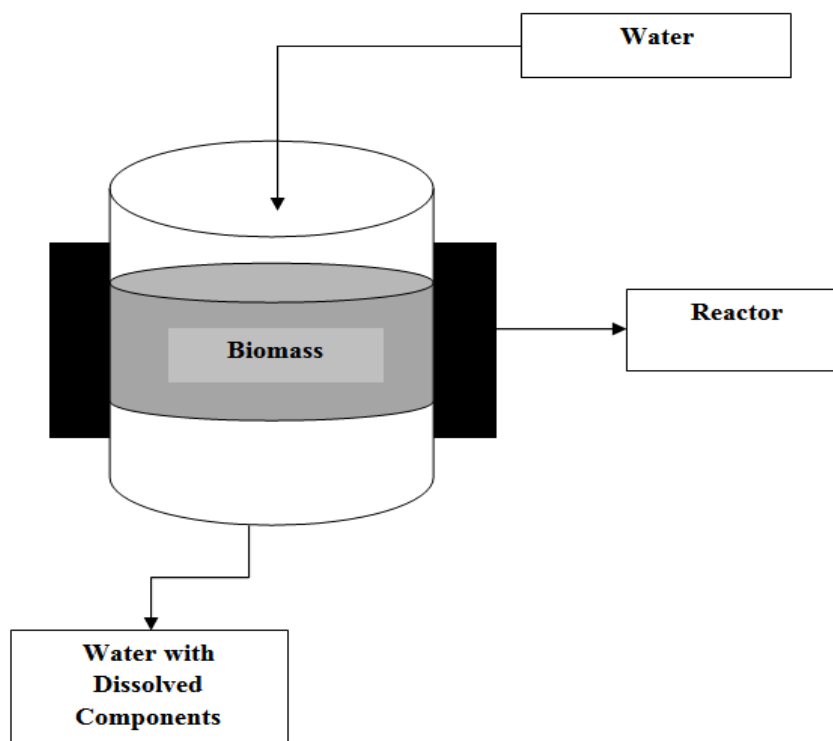 Water
Biomass
Reactor
Water with
Dissolved
Components